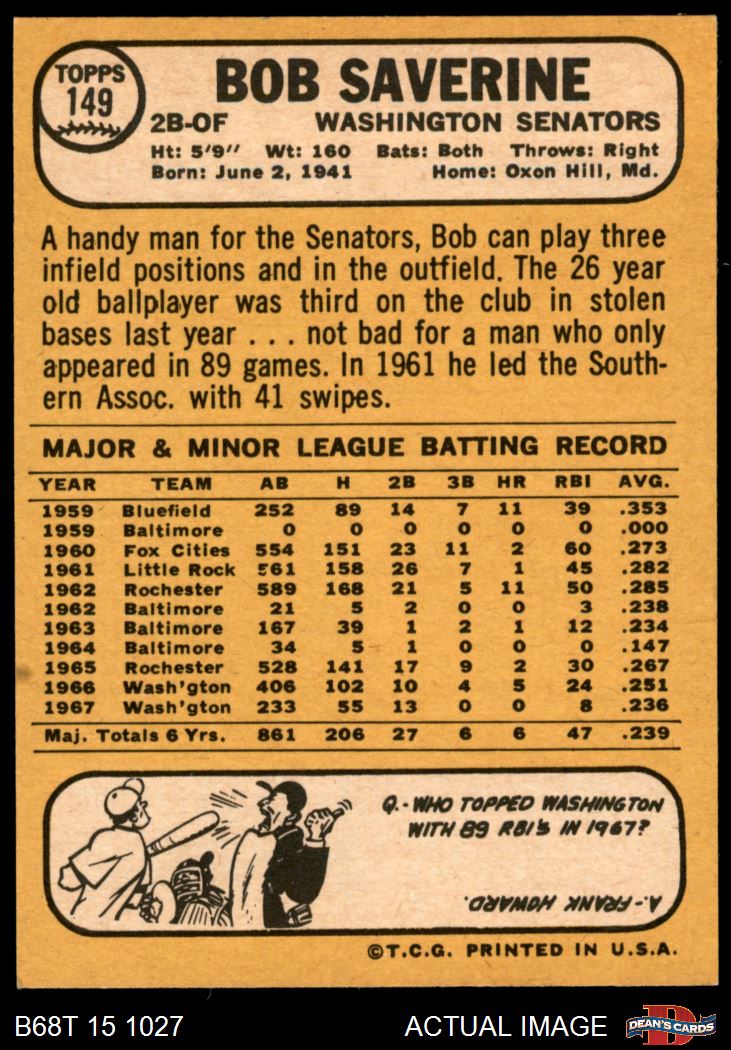 TOPPS
149
BOB SAVERINE
2B-OF WASHINGTON SENATORS
Ht: 5'9" Wt: 160 Bats: Both Throws: Right
Born: June 2, 1941 Home: Oxon Hill, Md.
A handy man for the Senators, Bob can play three
infield positions and in the outfield. The 26 year
old ballplayer was third on the club in stolen
bases last year . . . not bad for a man who only
appeared in 89 games. In 1961 he led the South-
ern Assoc. with 41 swipes.
MAJOR & MINOR LEAGUE BATTING RECORD
YEAR TEAM AB H 2B 3B HR RBI AVG.
1959 Bluefield 252 89 14 7 11 39 .353
1959 Baltimore 0 0 0 0 0 0 .000
1960 Fox Cities 554 151 23 11 2 60 .273
1961 Little Rock 561 158 26 7 1 45 .282
1962 Rochester 589 168 21 5 11 50 .285
1962 Baltimore 21 5 2 0 0 3 .238
1963 Baltimore 167 39 1 2 1 12 .234
1964 Baltimore 34 5 1 0 0 0 .147
1965 Rochester 528 141 17 9 2 30 .267
1966 Wash'gton 406 102 10 4 5 24 .251
1967 Wash'gton 233 55 13 0 0 8 .236
Maj. Totals 6 Yrs. 861 206 27 6 6 47 .239
Q.- WHO TOPPED WASHINGTON
WITH 89 RBI'S IN 1967?
A.- FRANK HOWARD.
©T.C.G. PRINTED IN U.S.A.
B68T 15 1027 ACTUAL IMAGE DEAN'S CARDS